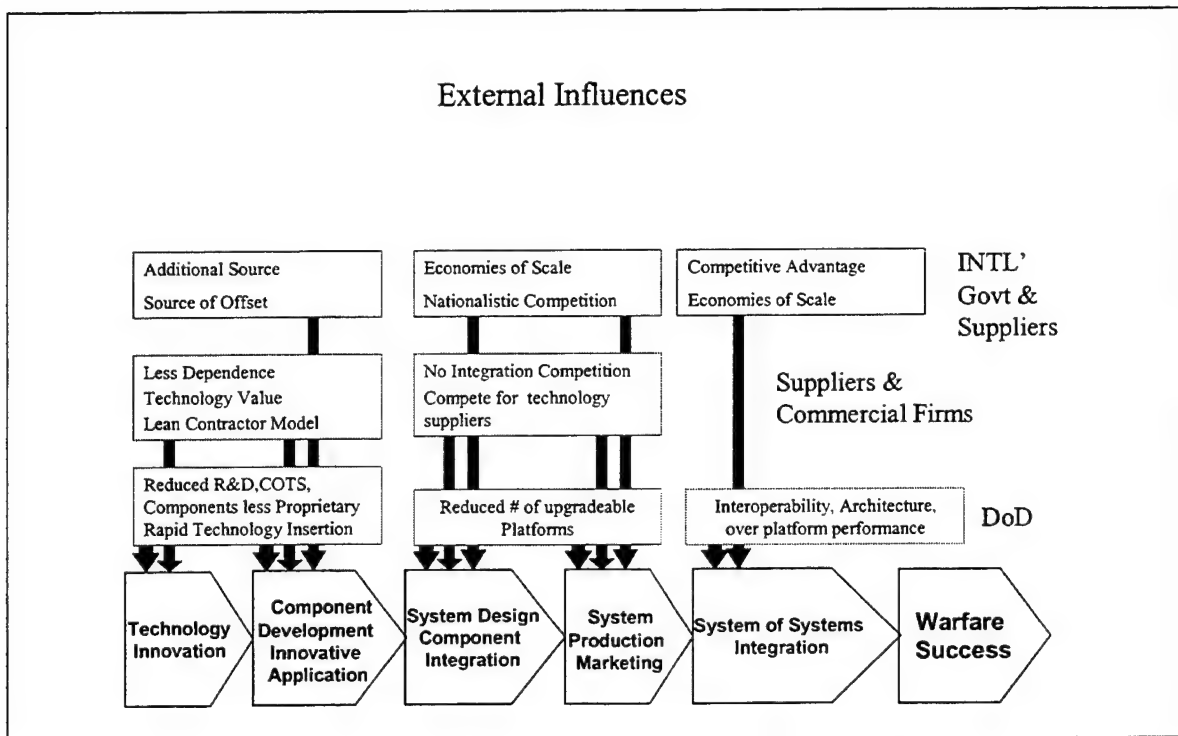 External Influences
Additional Source
Source of Offset
Economies of Scale
Nationalistic Competition
Competitive Advantage
Economies of Scale
INTL'
Govt &
Suppliers
Less Dependence
Technology Value
Lean Contractor Model
No Integration Competition
Compete for technology
suppliers
Suppliers &
Commercial Firms
Reduced R&D,COTS,
Components less Proprietary
Rapid Technology Insertion
Reduced # of upgradeable
Platforms
Interoperability, Architecture,
over platform performance
DoD
Technology
Innovation
Component
Development
Innovative
Application
System Design
Component
Integration
System
Production
Marketing
System of Systems
Integration
Warfare
Success